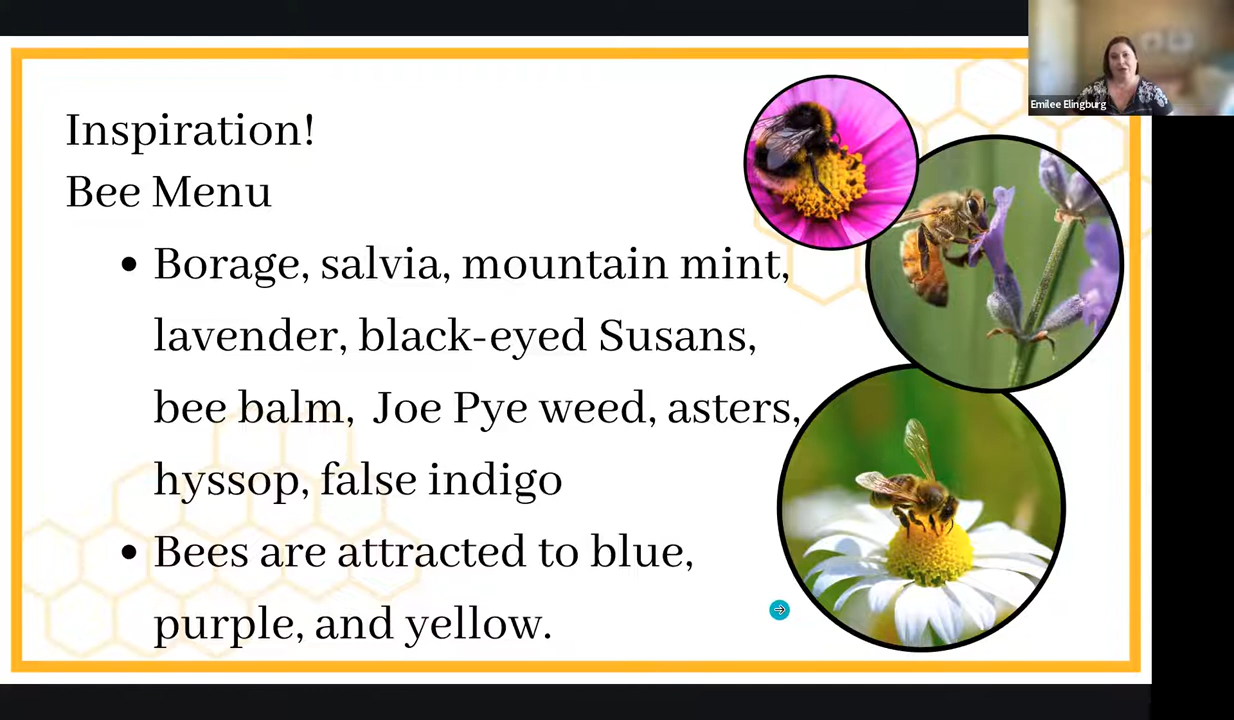 Emilee Elingburg
Inspiration!
Bee Menu
• Borage, salvia, mountain mint,
lavender, black-eyed Susans,
bee balm, Joe Pye weed, asters,
hyssop, false indigo
• Bees are attracted to blue,
purple, and yellow.